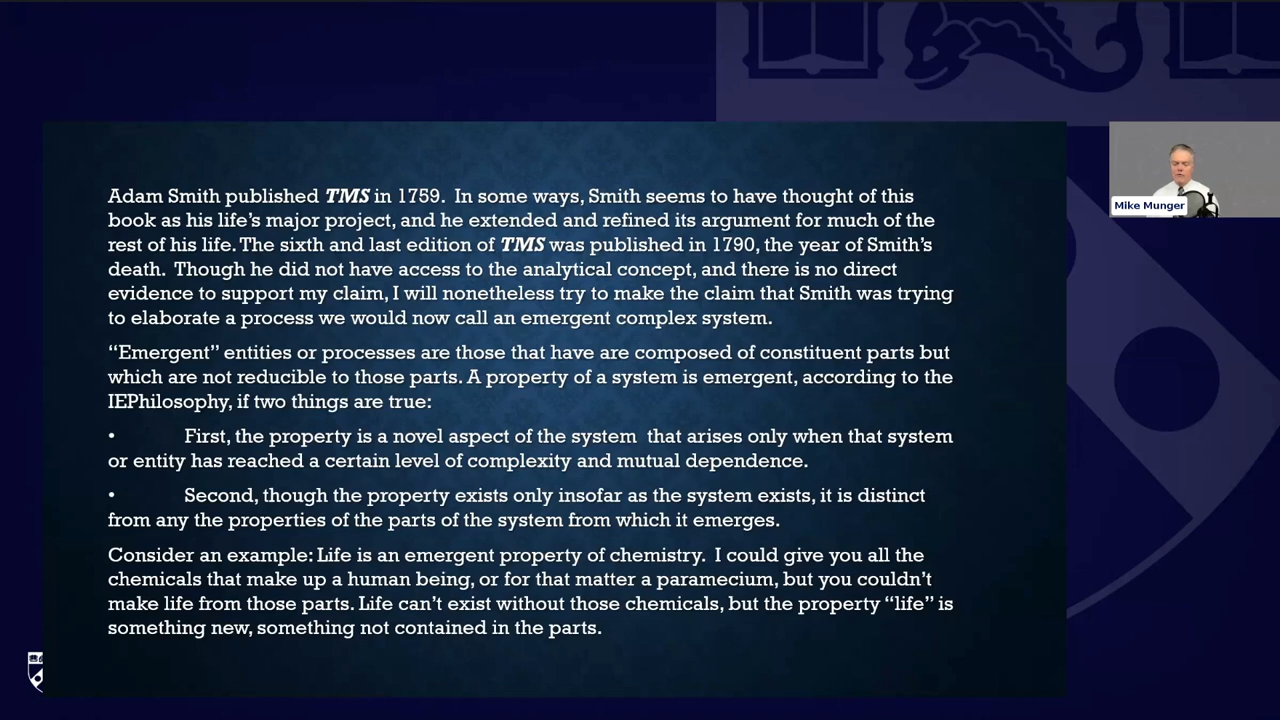 Adam Smith published TMS in 1759. In some ways, Smith seems to have thought of this
book as his life's major project, and he extended and refined its argument for much of the
rest of his life. The sixth and last edition of TMS was published in 1790, the year of Smith's
death. Though he did not have access to the analytical concept, and there is no direct
evidence to support my claim, I will nonetheless try to make the claim that Smith was trying
to elaborate a process we would now call an emergent complex system.
“Emergent” entities or processes are those that have are composed of constituent parts but
which are not reducible to those parts. A property of a system is emergent, according to the
IEPhilosophy, if two things are true:
• First, the property is a novel aspect of the system that arises only when that system
or entity has reached a certain level of complexity and mutual dependence.
• Second, though the property exists only insofar as the system exists, it is distinct
from any the properties of the parts of the system from which it emerges.
Consider an example: Life is an emergent property of chemistry. I could give you all the
chemicals that make up a human being, or for that matter a paramecium, but you couldn't
make life from those parts. Life can't exist without those chemicals, but the property “life” is
something new, something not contained in the parts.
Mike Munger